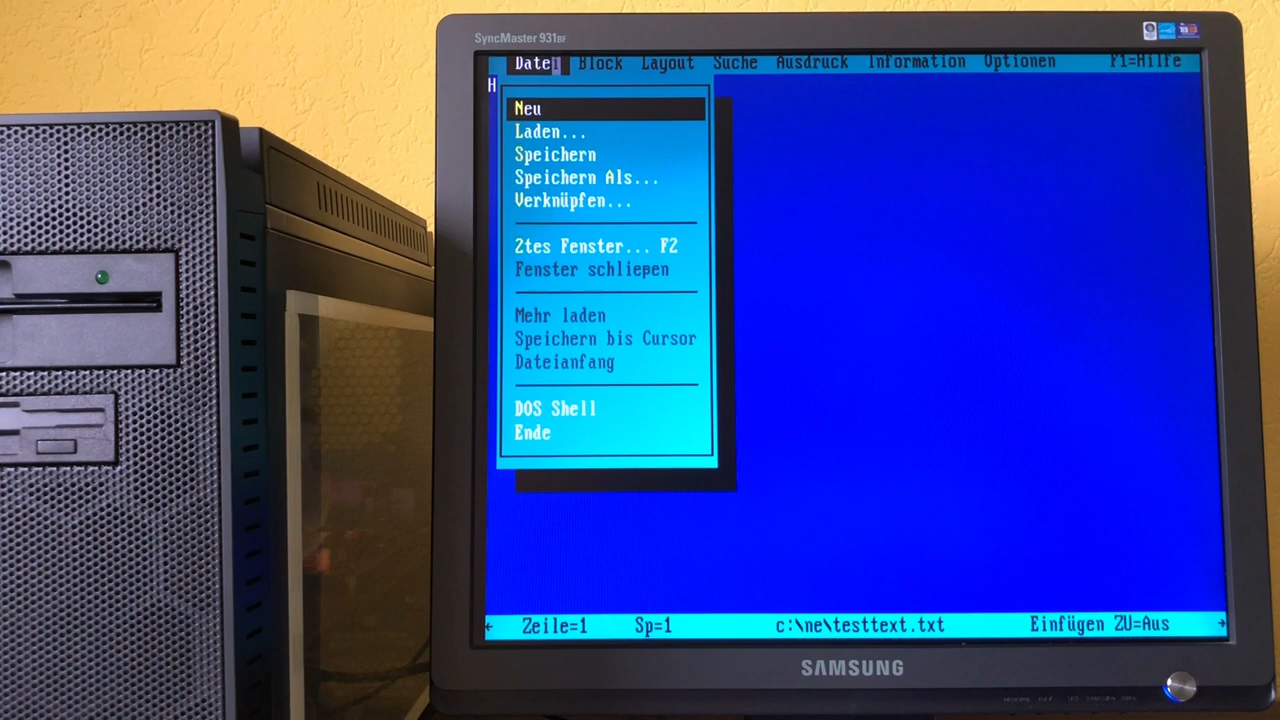 SyncMaster 931BF
Datei Block Layout Suche Ausdruck Information Optionen F1=Hilfe
H
Neu
Laden...
Speichern
Speichern Als...
Verknüpfen...
2tes Fenster... F2
Fenster schließen
Mehr laden
Speichern bis Cursor
Dateianfang
DOS Shell
Ende
Zeile=1 Sp=1 c:\ne\testtext.txt Einfügen ZU=Aus
SAMSUNG